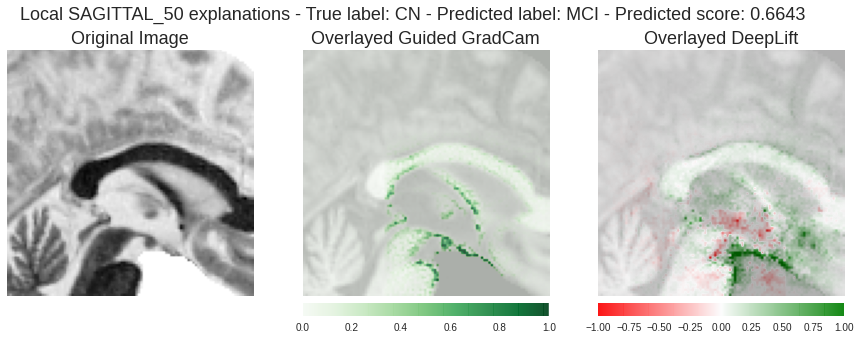 Local SAGITTAL_50 explanations - True label: CN - Predicted label: MCI - Predicted score: 0.6643
Original Image
Overlayed Guided GradCam
Overlayed DeepLift
0.0 0.2 0.4 0.6 0.8 1.0
−1.00 −0.75 −0.50 −0.25 0.00 0.25 0.50 0.75 1.00